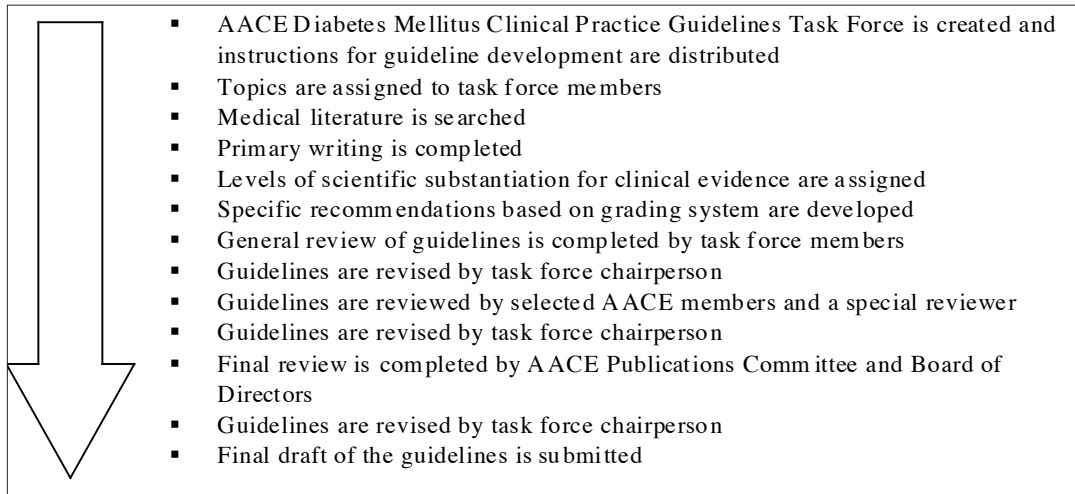 ▪ AACE Diabetes Mellitus Clinical Practice Guidelines Task Force is created and
instructions for guideline development are distributed
▪ Topics are assigned to task force members
▪ Medical literature is searched
▪ Primary writing is completed
▪ Levels of scientific substantiation for clinical evidence are assigned
▪ Specific recommendations based on grading system are developed
▪ General review of guidelines is completed by task force members
▪ Guidelines are revised by task force chairperson
▪ Guidelines are reviewed by selected AACE members and a special reviewer
▪ Guidelines are revised by task force chairperson
▪ Final review is completed by AACE Publications Committee and Board of
Directors
▪ Guidelines are revised by task force chairperson
▪ Final draft of the guidelines is submitted